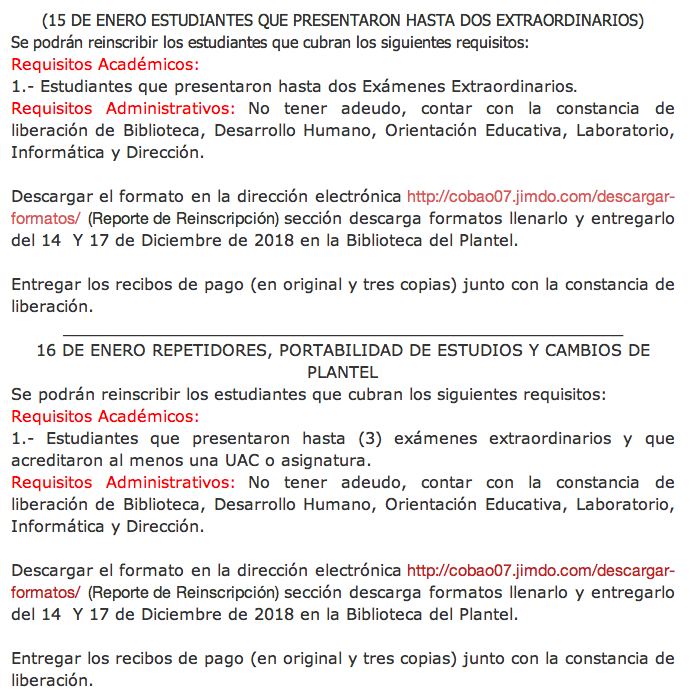 (15 DE ENERO ESTUDIANTES QUE PRESENTARON HASTA DOS EXTRAORDINARIOS)
Se podrán reinscribir los estudiantes que cubran los siguientes requisitos:
Requisitos Académicos:
1.- Estudiantes que presentaron hasta dos Exámenes Extraordinarios.
Requisitos Administrativos: No tener adeudo, contar con la constancia de
liberación de Biblioteca, Desarrollo Humano, Orientación Educativa, Laboratorio,
Informática y Dirección.
Descargar el formato en la dirección electrónica http://cobao07.jimdo.com/descargar-
formatos/ (Reporte de Reinscripción) sección descarga formatos llenarlo y entregarlo
del 14 Y 17 de Diciembre de 2018 en la Biblioteca del Plantel.
Entregar los recibos de pago (en original y tres copias) junto con la constancia de
liberación.
16 DE ENERO REPETIDORES, PORTABILIDAD DE ESTUDIOS Y CAMBIOS DE
PLANTEL
Se podrán reinscribir los estudiantes que cubran los siguientes requisitos:
Requisitos Académicos:
1.- Estudiantes que presentaron hasta (3) exámenes extraordinarios y que
acreditaron al menos una UAC o asignatura.
Requisitos Administrativos: No tener adeudo, contar con la constancia de
liberación de Biblioteca, Desarrollo Humano, Orientación Educativa, Laboratorio,
Informática y Dirección.
Descargar el formato en la dirección electrónica http://cobao07.jimdo.com/descargar-
formatos/ (Reporte de Reinscripción) sección descarga formatos llenarlo y entregarlo
del 14 Y 17 de Diciembre de 2018 en la Biblioteca del Plantel.
Entregar los recibos de pago (en original y tres copias) junto con la constancia de
liberación.